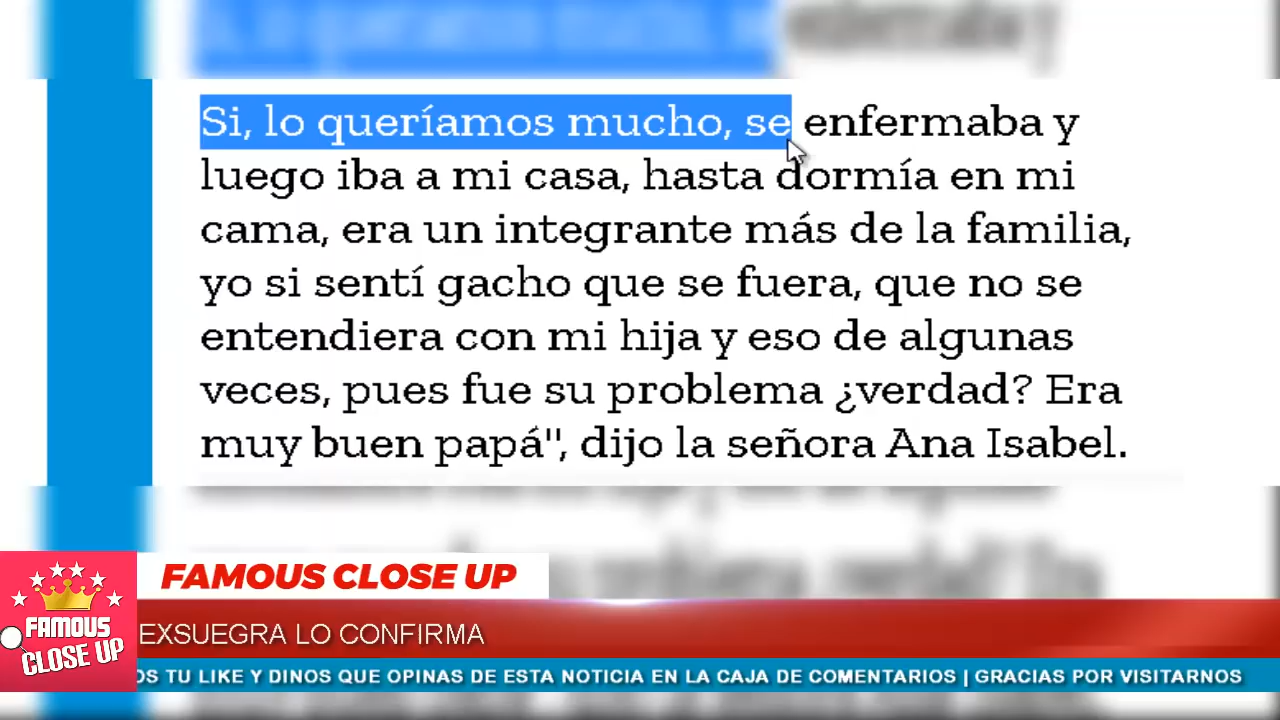 Si, lo queríamos mucho, se enfermaba y
luego iba a mi casa, hasta dormía en mi
cama, era un integrante más de la familia,
yo si sentí gacho que se fuera, que no se
entendiera con mi hija y eso de algunas
veces, pues fue su problema ¿verdad? Era
muy buen papá", dijo la señora Ana Isabel.
FAMOUS CLOSE UP
FAMOUS
CLOSE UP
EXSUEGRA LO CONFIRMA
OS TU LIKE Y DINOS QUE OPINAS DE ESTA NOTICIA EN LA CAJA DE COMENTARIOS | GRACIAS POR VISITARNOS